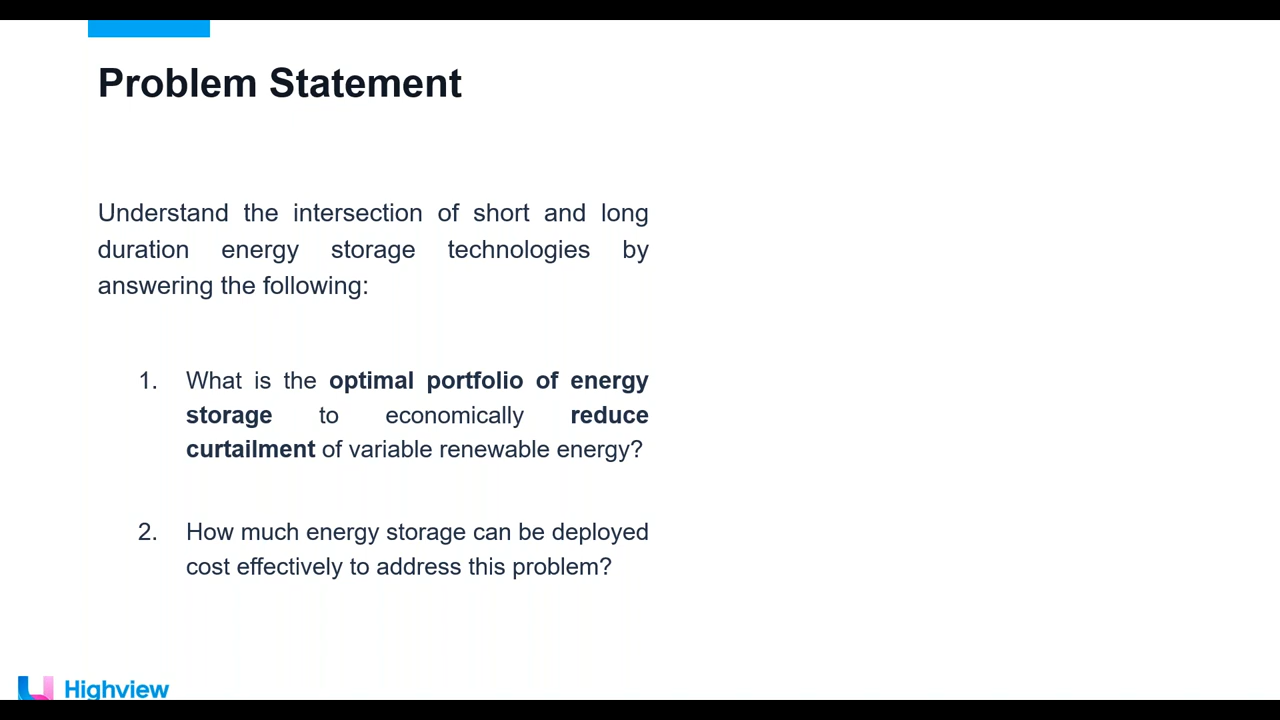 Problem Statement
Understand the intersection of short and long
duration energy storage technologies by
answering the following:
1. What is the optimal portfolio of energy
storage to economically reduce
curtailment of variable renewable energy?
2. How much energy storage can be deployed
cost effectively to address this problem?
Highview